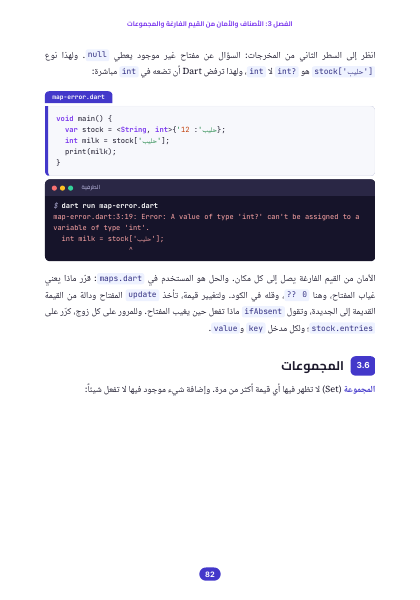 الفصل 3: الأصناف والأمان من القيم الفارغة والمجموعات
انظر إلى السطر الثاني من المخرجات: السؤال عن مفتاح غير موجود يعطي null. ولهذا نوع
stock['حليب'] هو int? لا int، ولهذا ترفض Dart أن تضعه في int مباشرة:
map-error.dart
void main() {
var stock = <String, int>{'حليب': 12};
int milk = stock['حليب'];
print(milk);
}
الطرفية
$ dart run map-error.dart
map-error.dart:3:19: Error: A value of type 'int?' can't be assigned to a
variable of type 'int'.
int milk = stock['حليب'];
^
الأمان من القيم الفارغة يصل إلى كل مكان. والحل هو المستخدم في maps.dart: قرّر ماذا يعني
غياب المفتاح، وهنا ?? 0، وقله في الكود. ولتغيير قيمة، تأخذ update المفتاح ودالة من القيمة
القديمة إلى الجديدة، وتقول ifAbsent ماذا تفعل حين يغيب المفتاح. وللمرور على كل زوج، كرّر على
stock.entries؛ ولكل مدخل key و value.
3.6 المجموعات
المجموعة (Set) لا تظهر فيها أي قيمة أكثر من مرة. وإضافة شيء موجود فيها لا تفعل شيئاً:
82